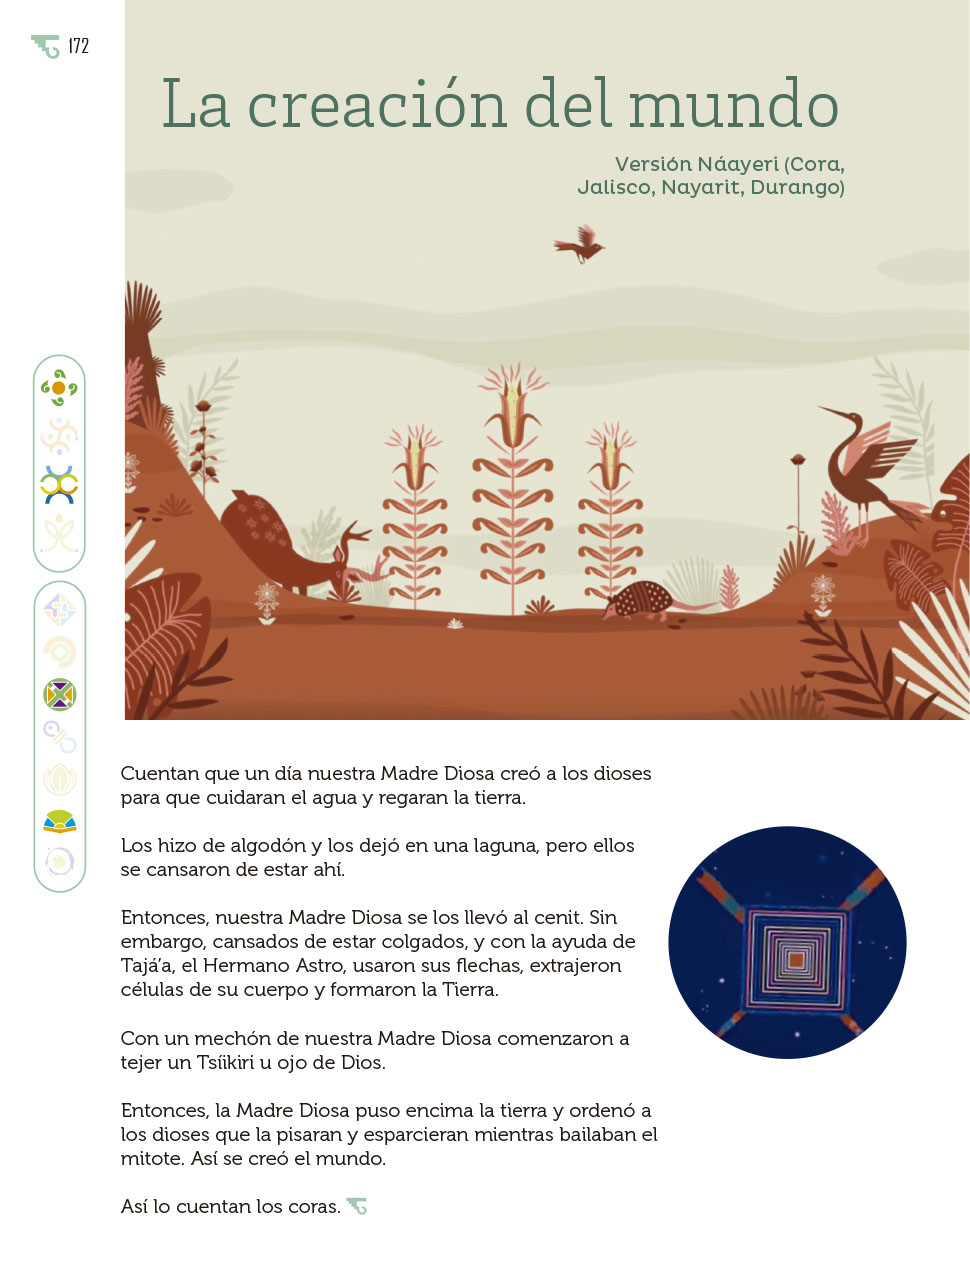 172
La creación del mundo
Versión Náayeri (Cora,
Jalisco, Nayarit, Durango)
Cuentan que un día nuestra Madre Diosa creó a los dioses
para que cuidaran el agua y regaran la tierra.
Los hizo de algodón y los dejó en una laguna, pero ellos
se cansaron de estar ahí.
Entonces, nuestra Madre Diosa se los llevó al cenit. Sin
embargo, cansados de estar colgados, y con la ayuda de
Tajá’a, el Hermano Astro, usaron sus flechas, extrajeron
células de su cuerpo y formaron la Tierra.
Con un mechón de nuestra Madre Diosa comenzaron a
tejer un Tsíikiri u ojo de Dios.
Entonces, la Madre Diosa puso encima la tierra y ordenó a
los dioses que la pisaran y esparcieran mientras bailaban el
mitote. Así se creó el mundo.
Así lo cuentan los coras.